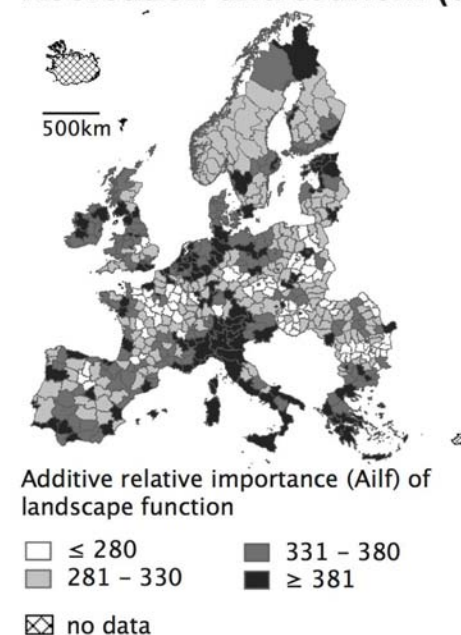 500km
Additive relative importance (Ailf) of
landscape function
≤ 280
331 – 380
281 – 330
≥ 381
no data